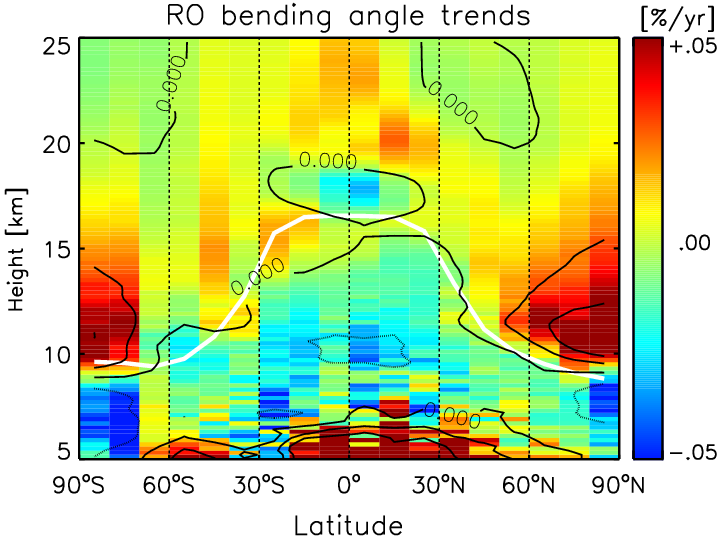 RO bending angle trends
[%/yr]
25
20
15
10
5
Height [km]
0.000
0.000
0.000
0.000
0.000
+.05
.00
-.05
90°S 60°S 30°S 0° 30°N 60°N 90°N
Latitude